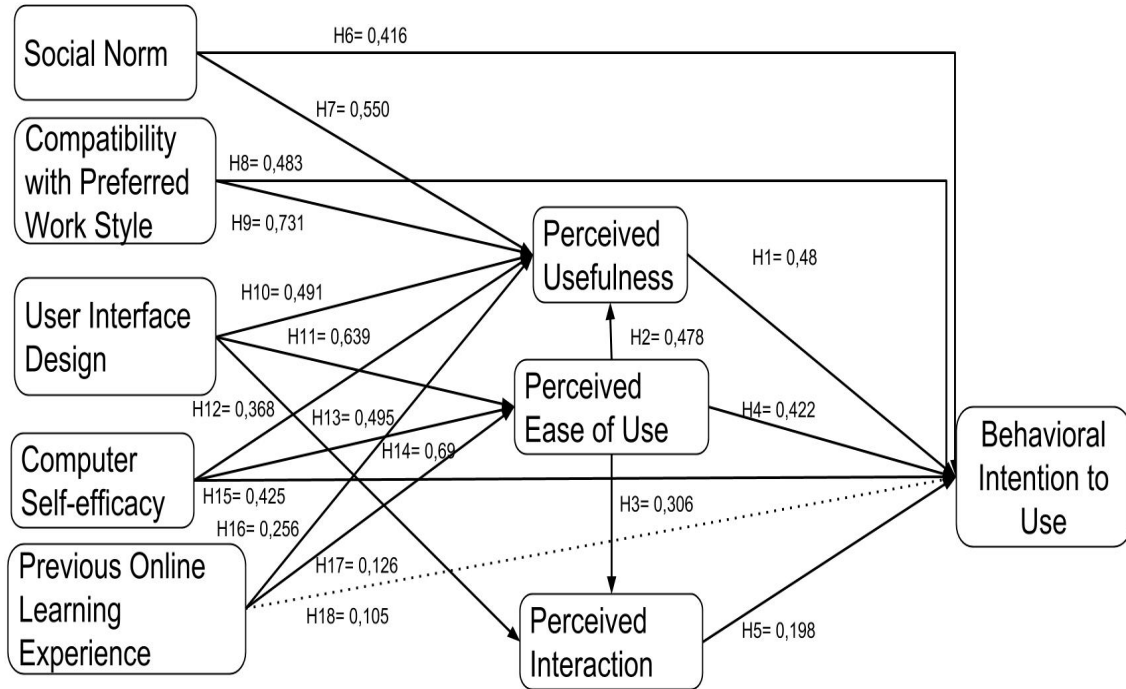 Social Norm
H6= 0,416
H7= 0,550
Compatibility
with Preferred
Work Style
H8= 0,483
H9= 0,731
Perceived
Usefulness
H1= 0,48
User Interface
Design
H10= 0,491
H11= 0,639
H2= 0,478
Perceived
Ease of Use
H4= 0,422
H12= 0,368
H13= 0,495
H14= 0,69
Behavioral
Intention to
Use
Computer
Self-efficacy
H15= 0,425
H16= 0,256
H3= 0,306
Previous Online
Learning
Experience
H17= 0,126
H18= 0,105
Perceived
Interaction
H5= 0,198